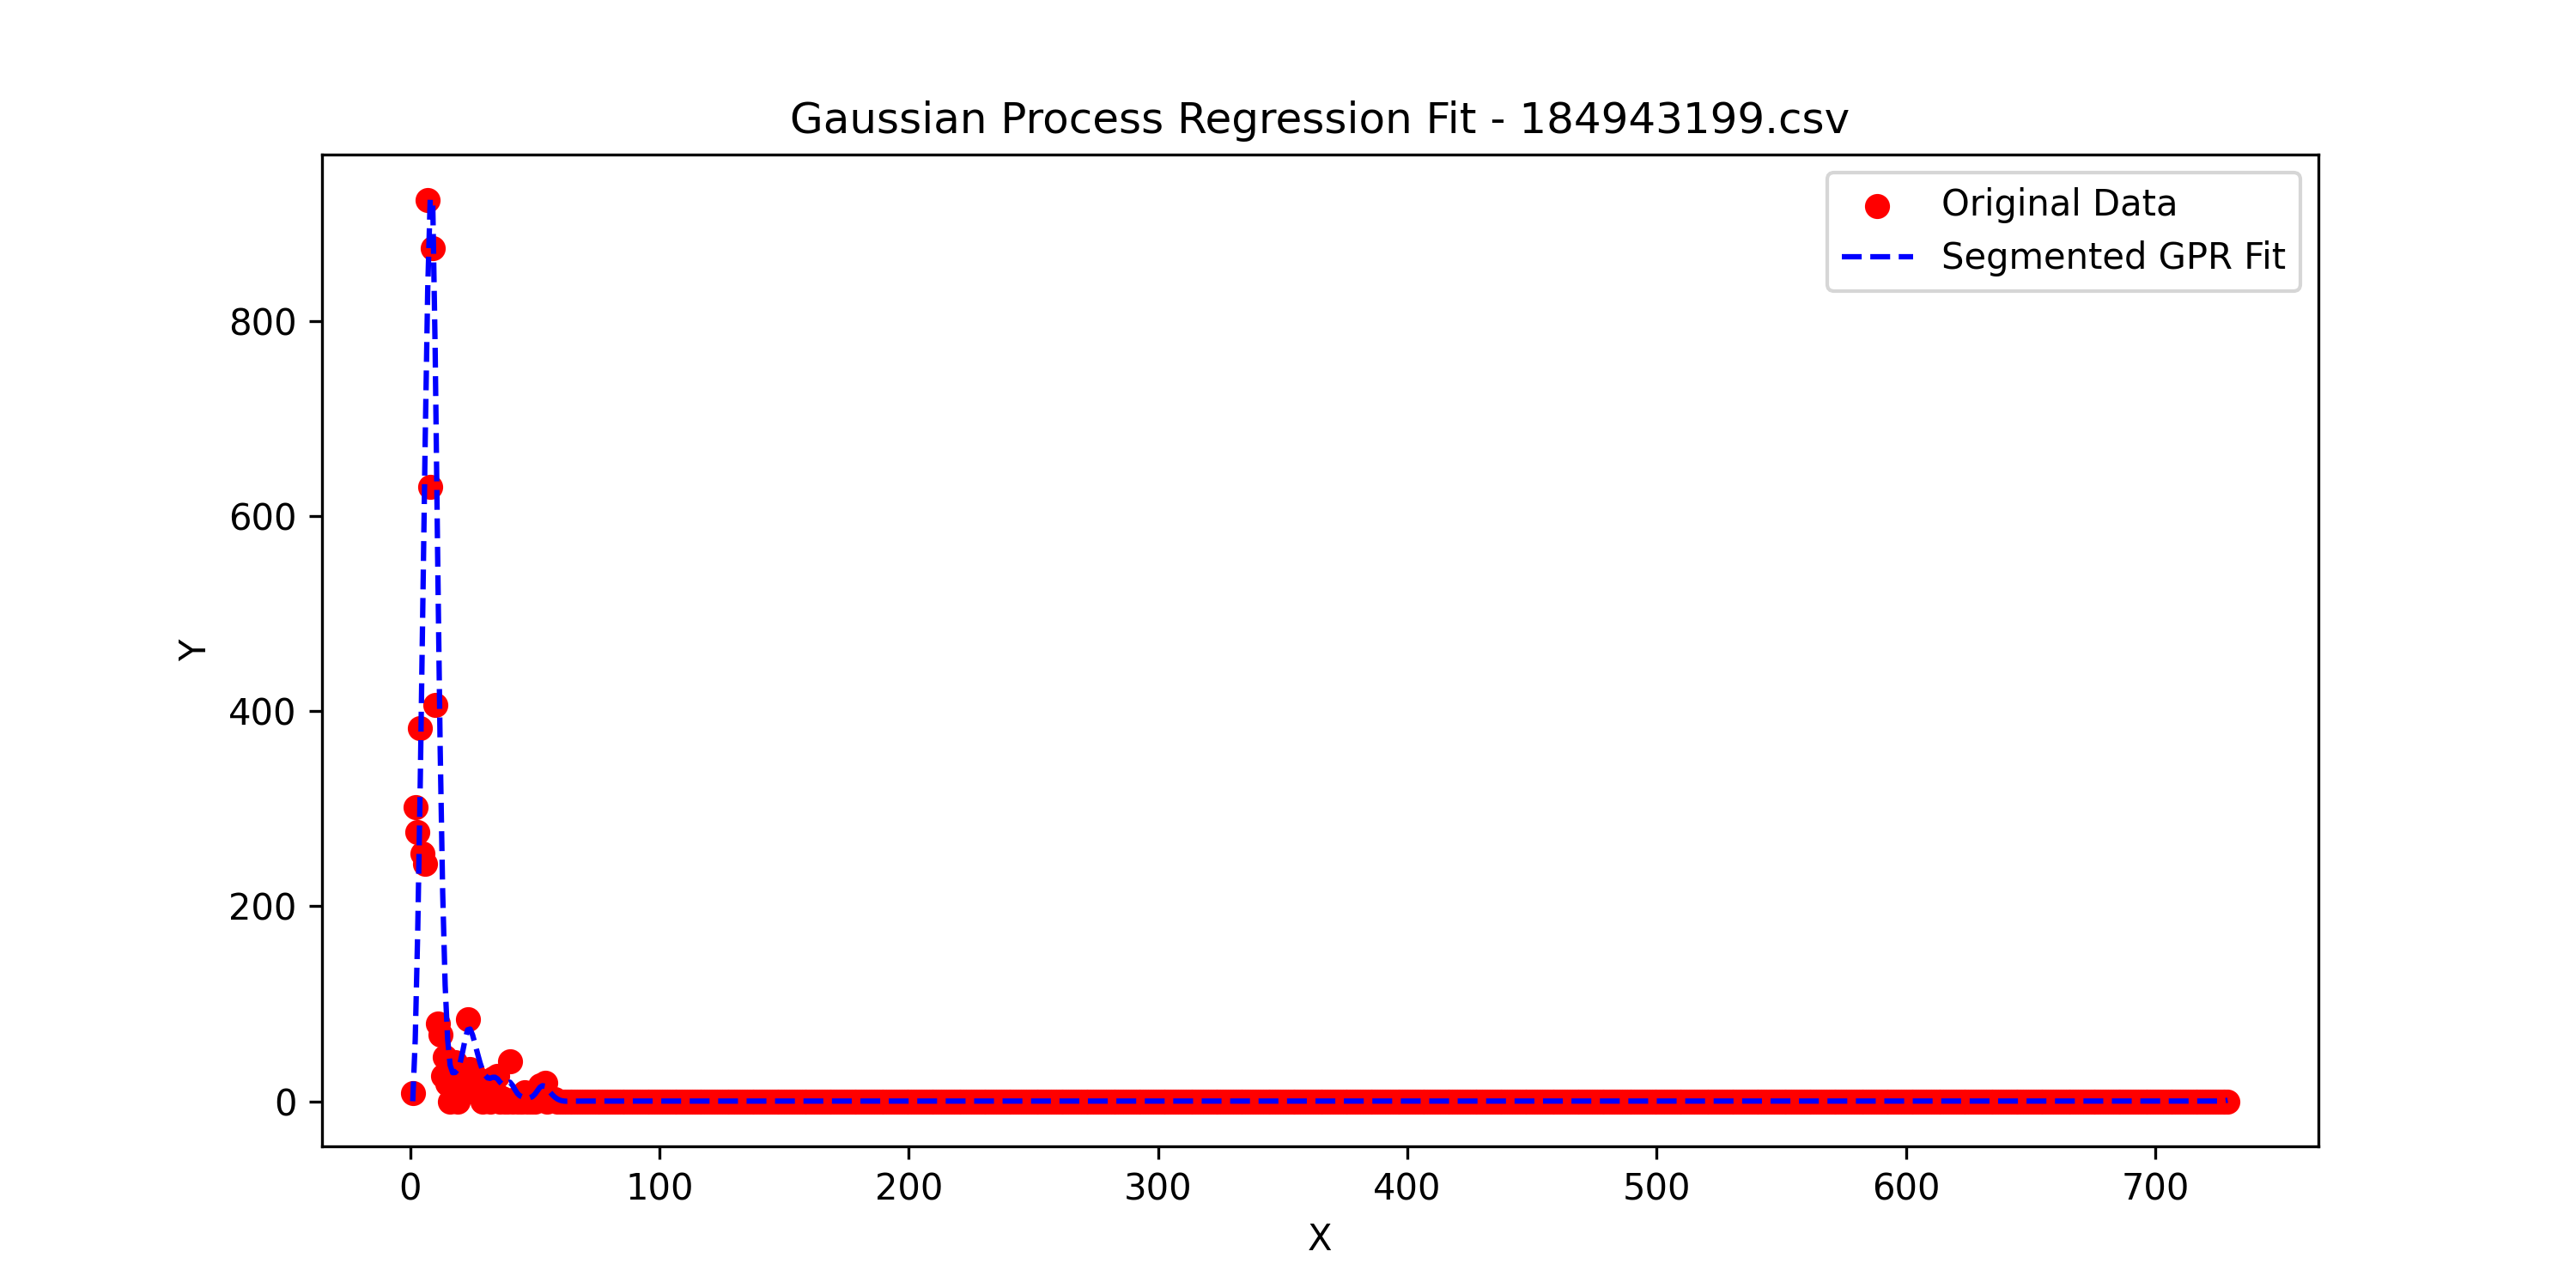 Gaussian Process Regression Fit - 184943199.csv
Original Data
Segmented GPR Fit
Y
800
600
400
200
0
0 100 200 300 400 500 600 700
X